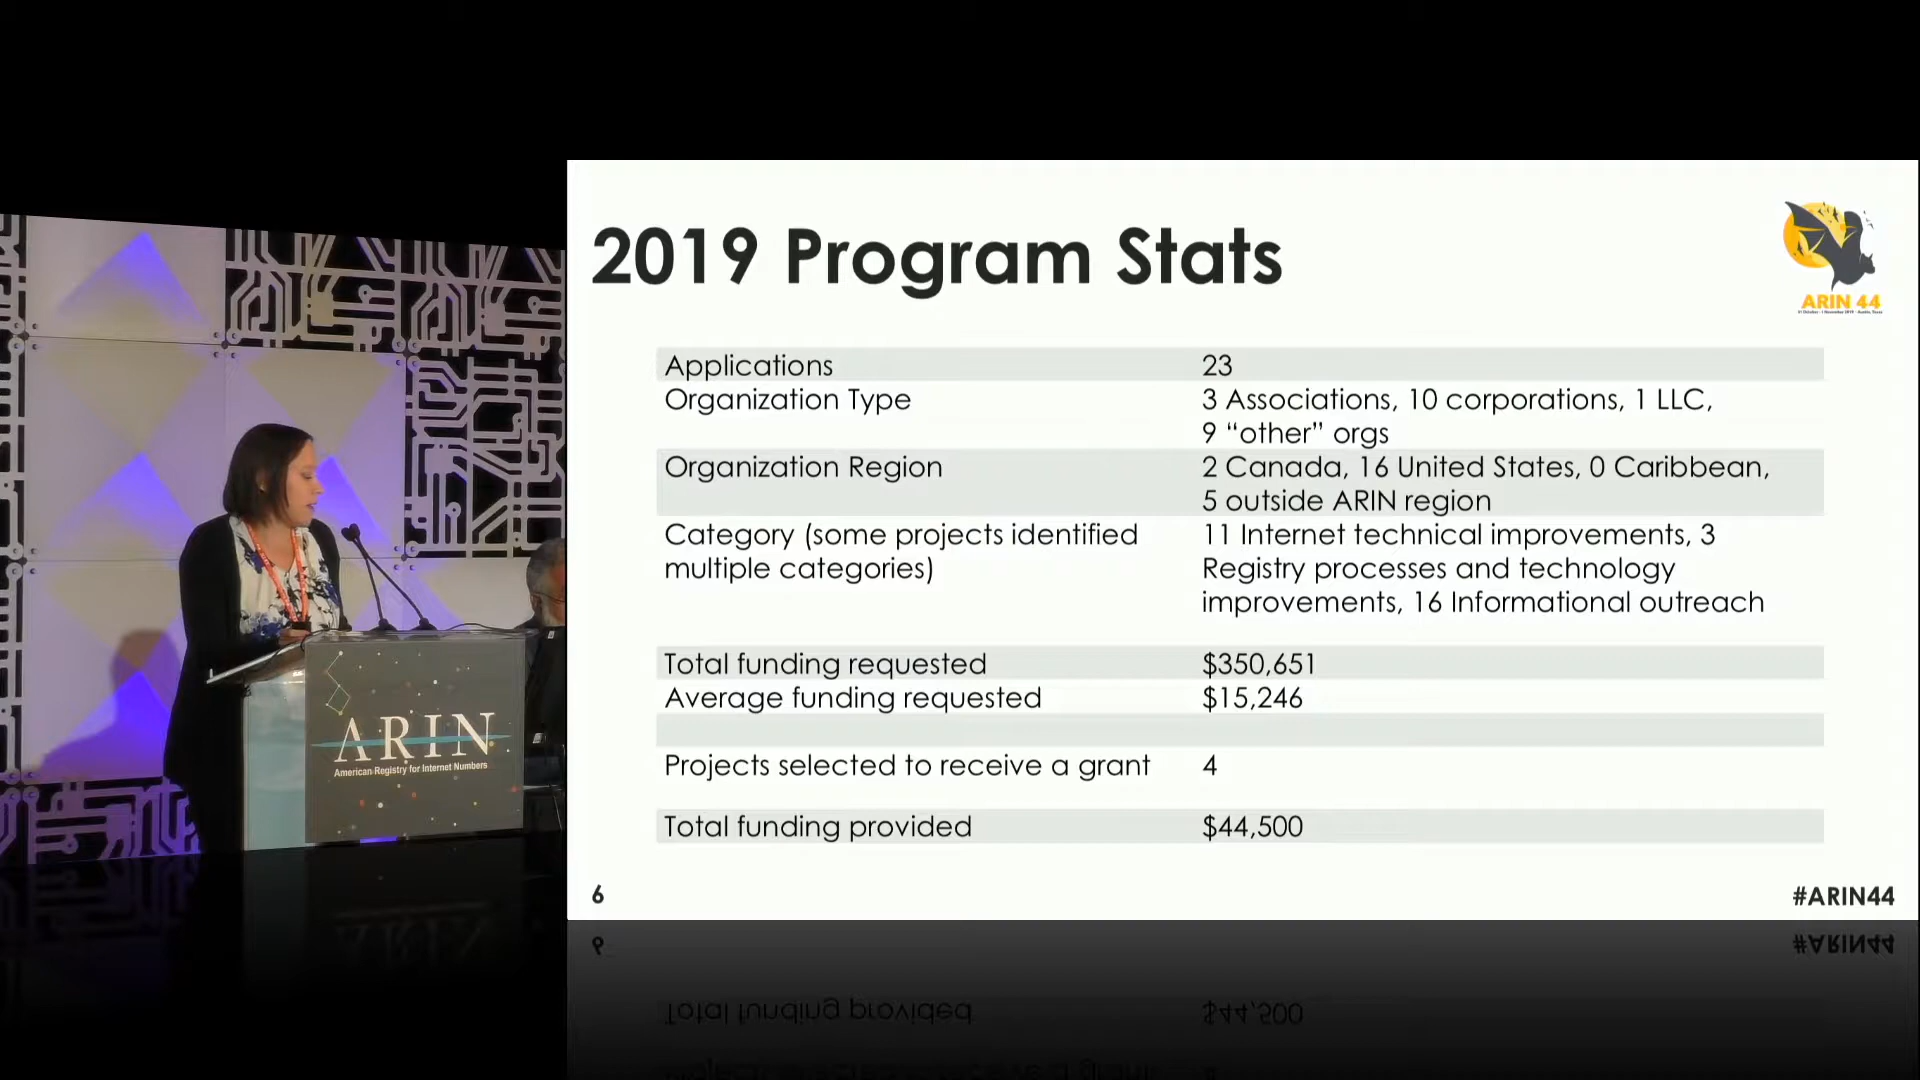 2019 Program Stats
ARIN 44
Applications 23
Organization Type 3 Associations, 10 corporations, 1 LLC,
9 “other” orgs
Organization Region 2 Canada, 16 United States, 0 Caribbean,
5 outside ARIN region
Category (some projects identified 11 Internet technical improvements, 3
multiple categories) Registry processes and technology
improvements, 16 Informational outreach
Total funding requested $350,651
Average funding requested $15,246
Projects selected to receive a grant 4
Total funding provided $44,500
6 #ARIN44
ARIN
American Registry for Internet Numbers